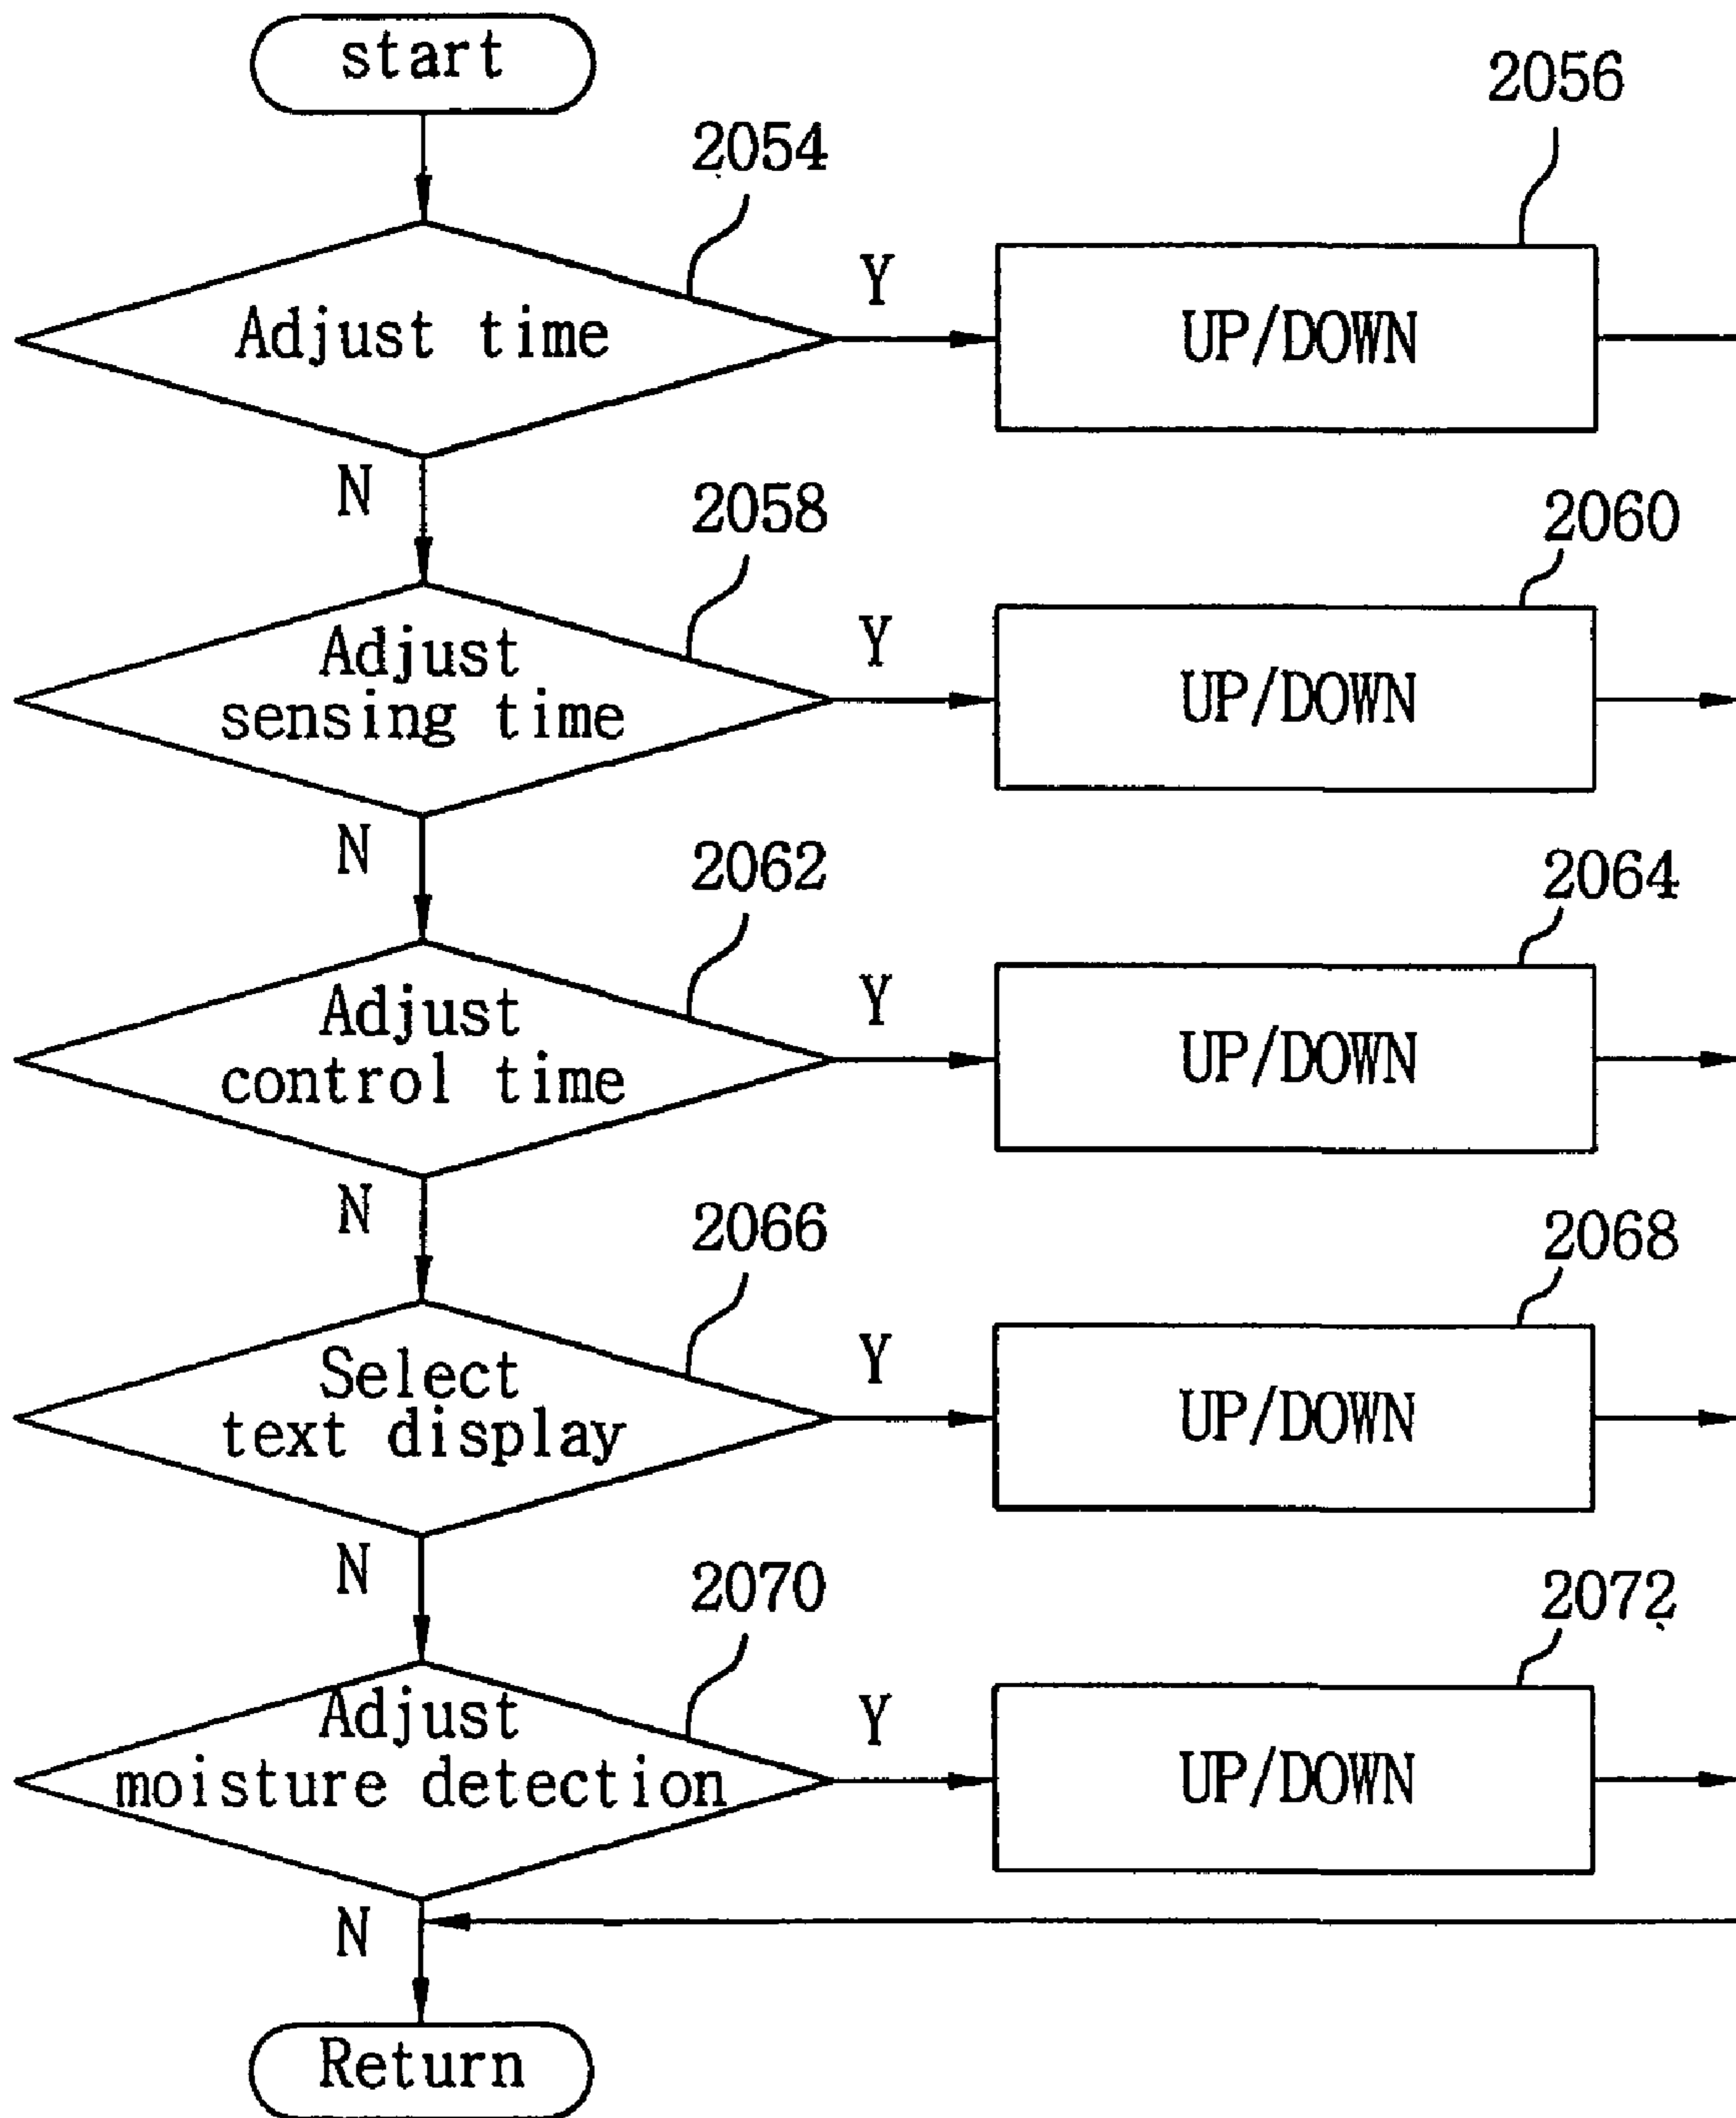 start
2054
2056
Adjust time
Y
UP/DOWN
N
2058
2060
Adjust
sensing time
Y
UP/DOWN
N
2062
2064
Adjust
control time
Y
UP/DOWN
N
2066
2068
Select
text display
Y
UP/DOWN
N
2070
2072
Adjust
moisture detection
Y
UP/DOWN
N
Return